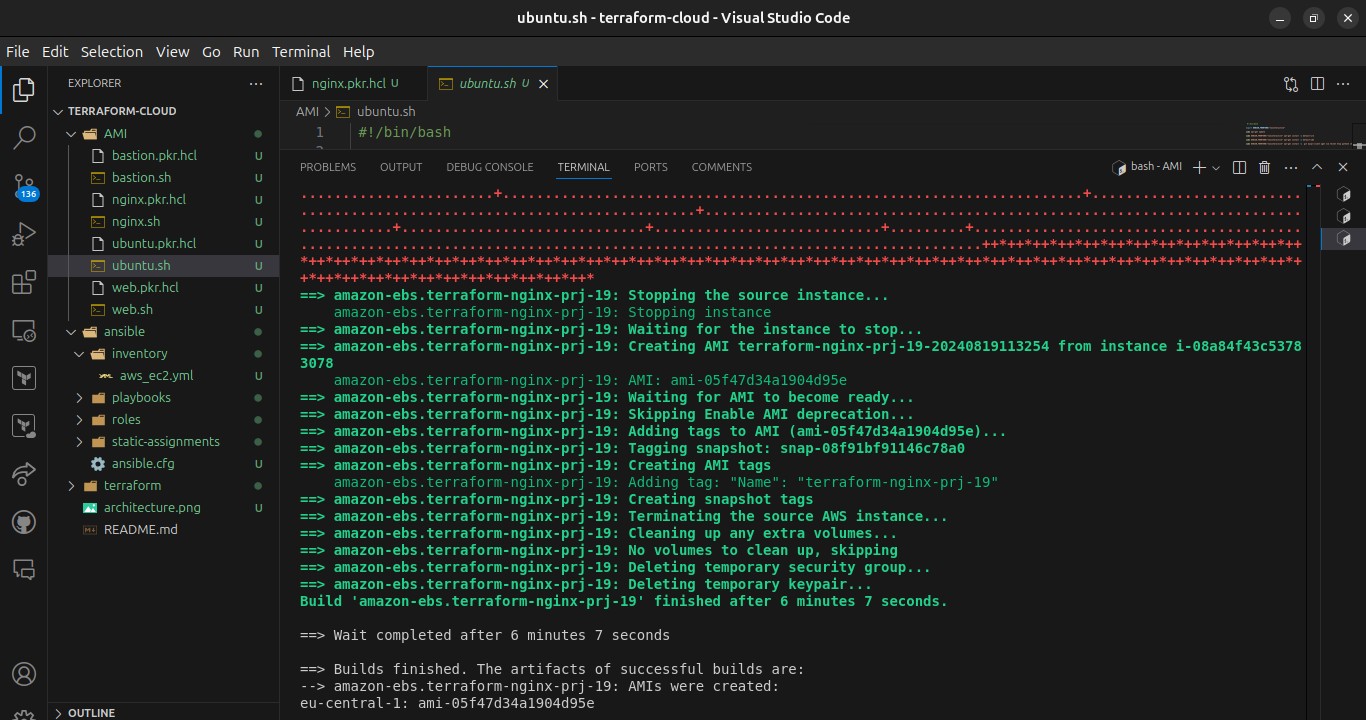 ubuntu.sh - terraform-cloud - Visual Studio Code
File Edit Selection View Go Run Terminal Help
EXPLORER
TERRAFORM-CLOUD
AMI
bastion.pkr.hcl U
bastion.sh U
nginx.pkr.hcl U
nginx.sh U
ubuntu.pkr.hcl U
ubuntu.sh U
web.pkr.hcl U
web.sh U
ansible
inventory
aws_ec2.yml U
playbooks
roles
static-assignments
ansible.cfg U
terraform
architecture.png U
README.md
OUTLINE
136
nginx.pkr.hcl U ubuntu.sh U
AMI > ubuntu.sh
1 #!/bin/bash
PROBLEMS OUTPUT DEBUG CONSOLE TERMINAL PORTS COMMENTS
bash - AMI
==> amazon-ebs.terraform-nginx-prj-19: Stopping the source instance...
amazon-ebs.terraform-nginx-prj-19: Stopping instance
==> amazon-ebs.terraform-nginx-prj-19: Waiting for the instance to stop...
==> amazon-ebs.terraform-nginx-prj-19: Creating AMI terraform-nginx-prj-19-20240819113254 from instance i-08a84f43c5378
3078
amazon-ebs.terraform-nginx-prj-19: AMI: ami-05f47d34a1904d95e
==> amazon-ebs.terraform-nginx-prj-19: Waiting for AMI to become ready...
==> amazon-ebs.terraform-nginx-prj-19: Skipping Enable AMI deprecation...
==> amazon-ebs.terraform-nginx-prj-19: Adding tags to AMI (ami-05f47d34a1904d95e)...
==> amazon-ebs.terraform-nginx-prj-19: Tagging snapshot: snap-08f91bf91146c78a0
==> amazon-ebs.terraform-nginx-prj-19: Creating AMI tags
amazon-ebs.terraform-nginx-prj-19: Adding tag: "Name": "terraform-nginx-prj-19"
==> amazon-ebs.terraform-nginx-prj-19: Creating snapshot tags
==> amazon-ebs.terraform-nginx-prj-19: Terminating the source AWS instance...
==> amazon-ebs.terraform-nginx-prj-19: Cleaning up any extra volumes...
==> amazon-ebs.terraform-nginx-prj-19: No volumes to clean up, skipping
==> amazon-ebs.terraform-nginx-prj-19: Deleting temporary security group...
==> amazon-ebs.terraform-nginx-prj-19: Deleting temporary keypair...
Build 'amazon-ebs.terraform-nginx-prj-19' finished after 6 minutes 7 seconds.
==> Wait completed after 6 minutes 7 seconds
==> Builds finished. The artifacts of successful builds are:
--> amazon-ebs.terraform-nginx-prj-19: AMIs were created:
eu-central-1: ami-05f47d34a1904d95e